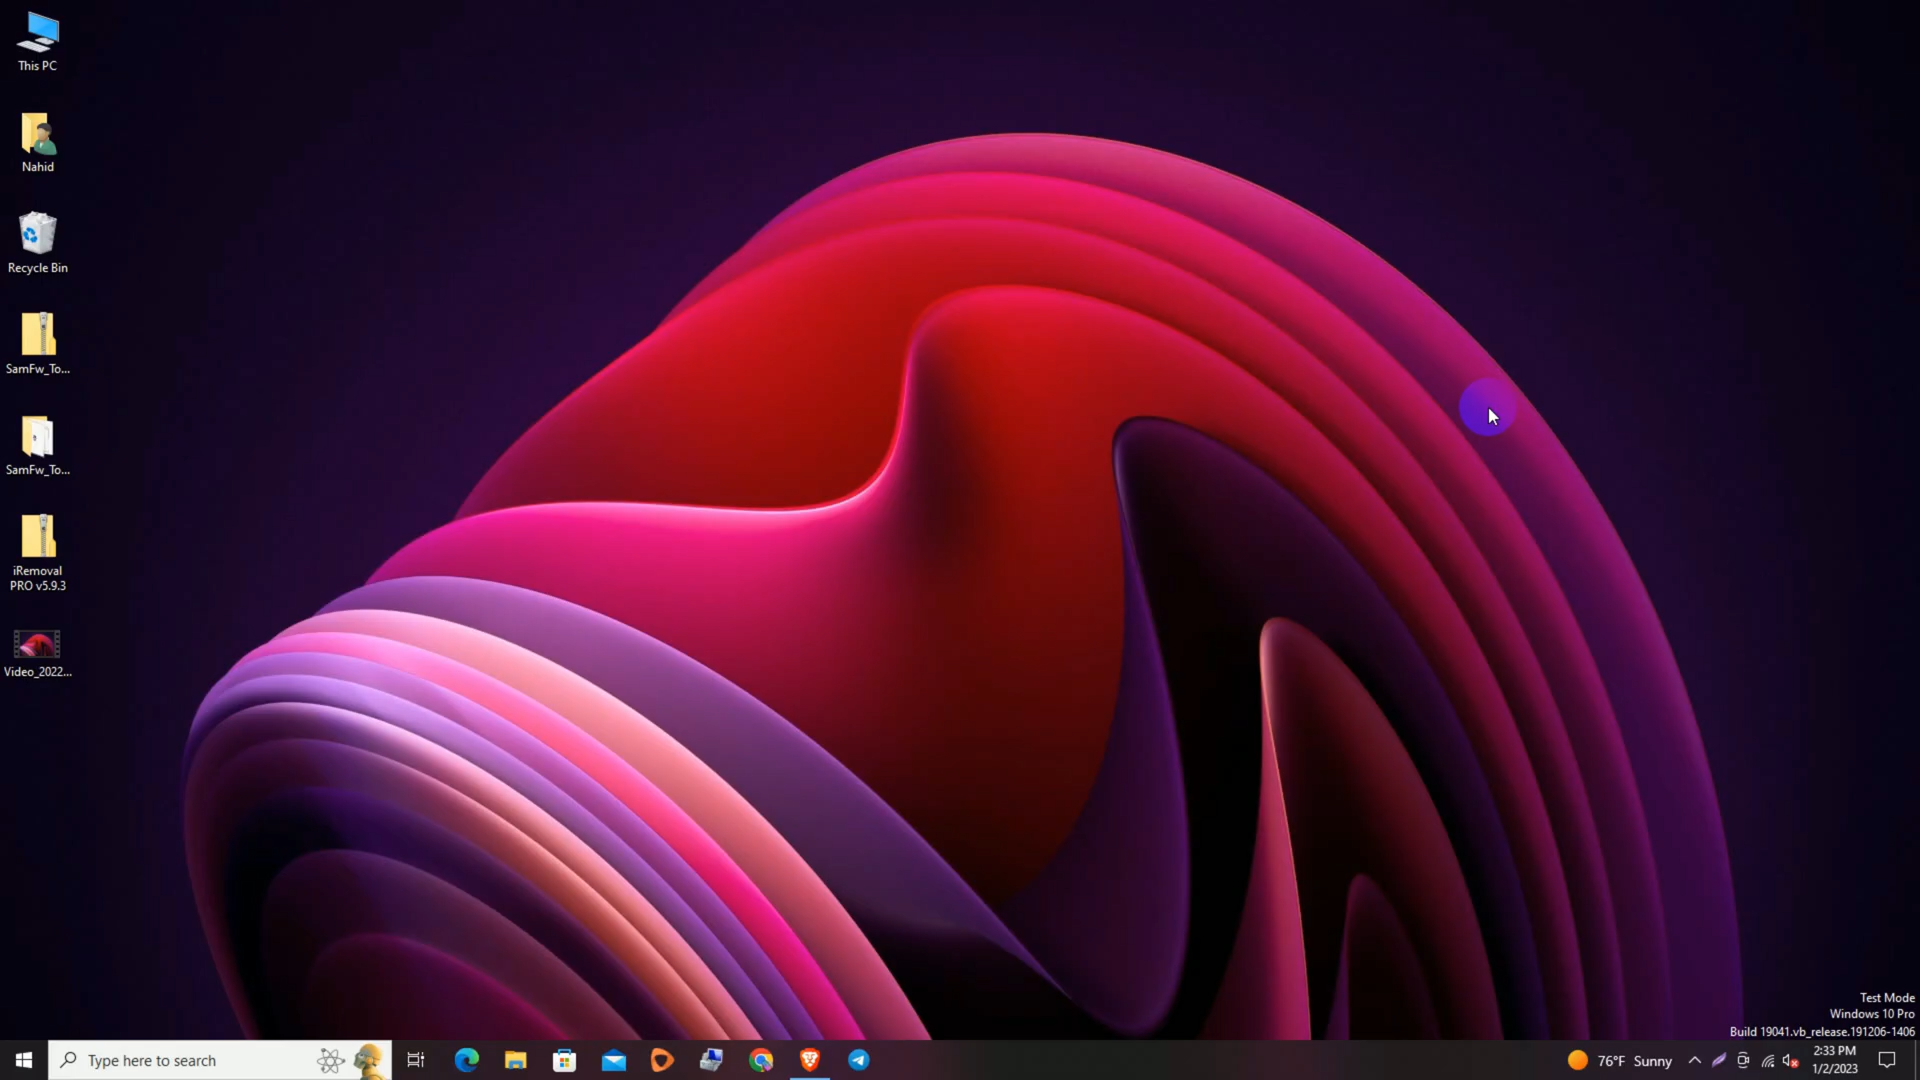 This PC
Nahid
Recycle Bin
SamFw_To...
SamFw_To...
iRemoval
PRO v5.9.3
Video_2022...
Test Mode
Windows 10 Pro
Build 19041.vb_release.191206-1406
Type here to search
76°F Sunny
2:33 PM
1/2/2023